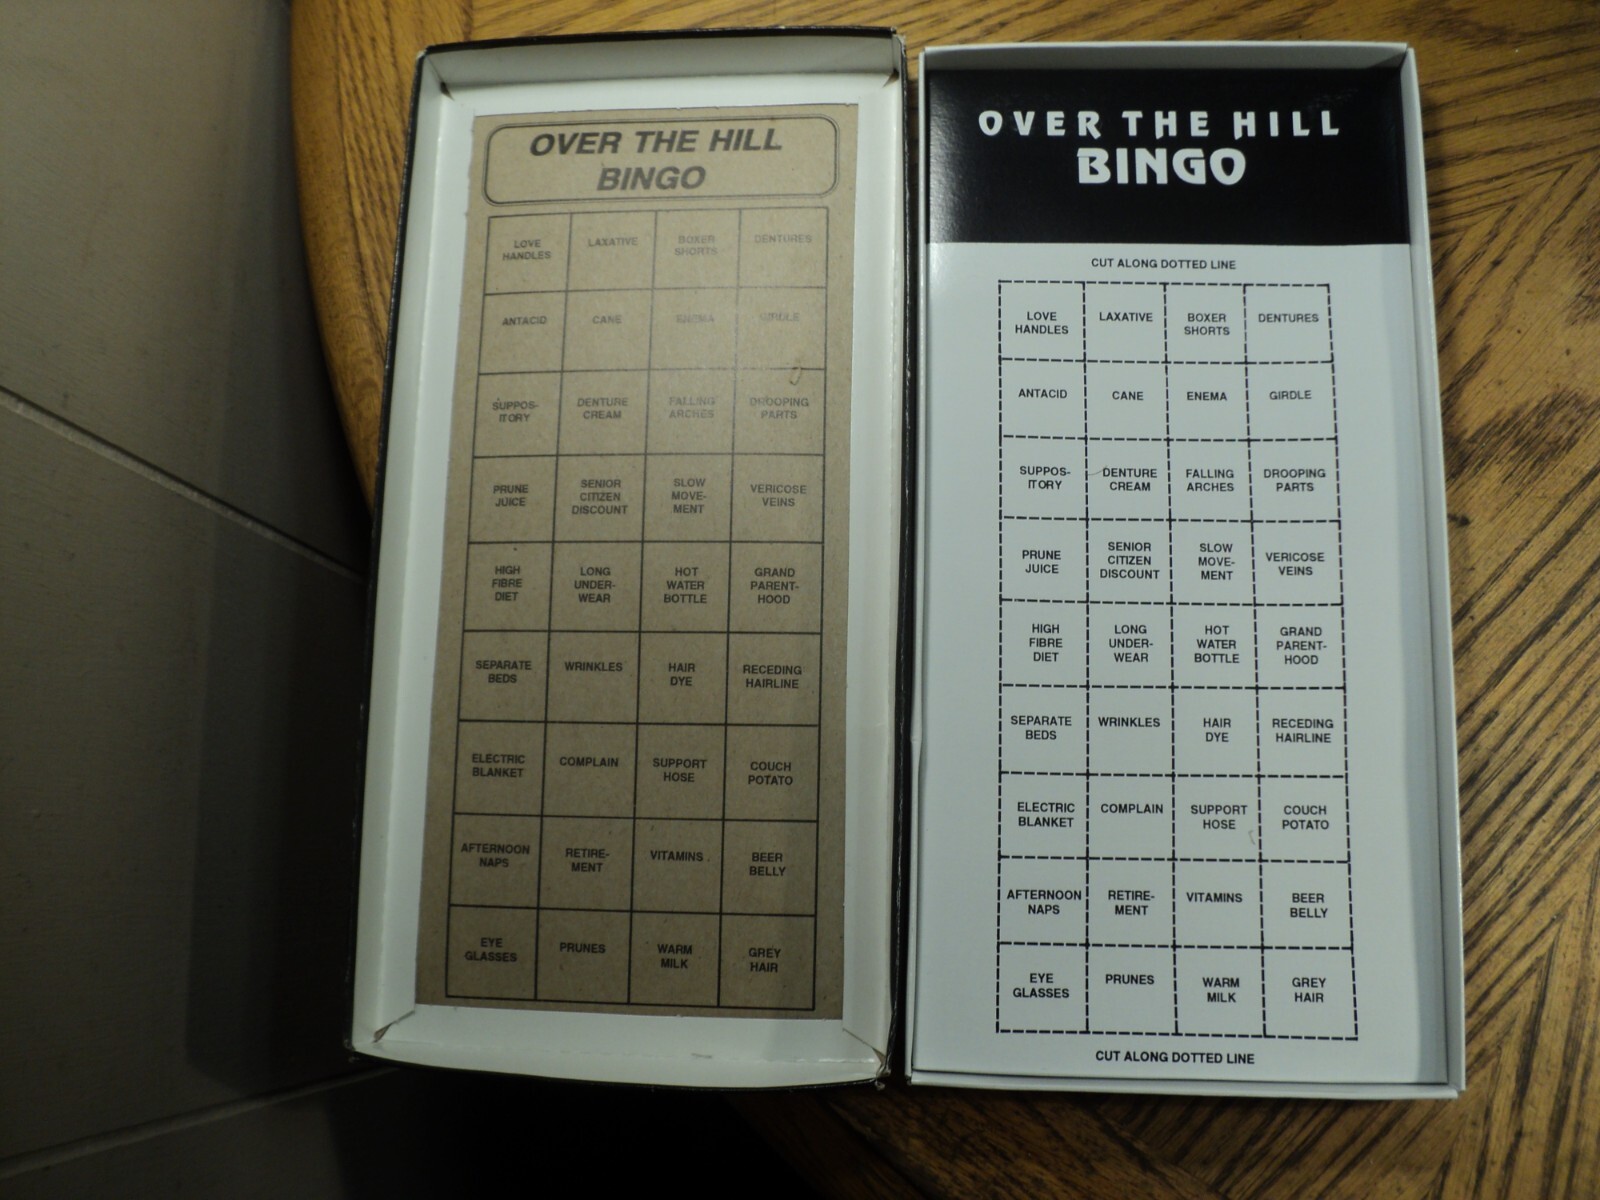 OVER THE HILL
BINGO
LOVE
HANDLES
LAXATIVE
BOXER
SHORTS
DENTURES
ANTACID
CANE
ENEMA
GIRDLE
SUPPOS-
ITORY
DENTURE
CREAM
FALLING
ARCHES
DROOPING
PARTS
PRUNE
JUICE
SENIOR
CITIZEN
DISCOUNT
SLOW
MOVE-
MENT
VERICOSE
VEINS
HIGH
FIBRE
DIET
LONG
UNDER-
WEAR
HOT
WATER
BOTTLE
GRAND
PARENT-
HOOD
SEPARATE
BEDS
WRINKLES
HAIR
DYE
RECEDING
HAIRLINE
ELECTRIC
BLANKET
COMPLAIN
SUPPORT
HOSE
COUCH
POTATO
AFTERNOON
NAPS
RETIRE-
MENT
VITAMINS
BEER
BELLY
EYE
GLASSES
PRUNES
WARM
MILK
GREY
HAIR
OVER THE HILL
BINGO
CUT ALONG DOTTED LINE
LOVE
HANDLES
LAXATIVE
BOXER
SHORTS
DENTURES
ANTACID
CANE
ENEMA
GIRDLE
SUPPOS-
ITORY
DENTURE
CREAM
FALLING
ARCHES
DROOPING
PARTS
PRUNE
JUICE
SENIOR
CITIZEN
DISCOUNT
SLOW
MOVE-
MENT
VERICOSE
VEINS
HIGH
FIBRE
DIET
LONG
UNDER-
WEAR
HOT
WATER
BOTTLE
GRAND
PARENT-
HOOD
SEPARATE
BEDS
WRINKLES
HAIR
DYE
RECEDING
HAIRLINE
ELECTRIC
BLANKET
COMPLAIN
SUPPORT
HOSE
COUCH
POTATO
AFTERNOON
NAPS
RETIRE-
MENT
VITAMINS
BEER
BELLY
EYE
GLASSES
PRUNES
WARM
MILK
GREY
HAIR
CUT ALONG DOTTED LINE